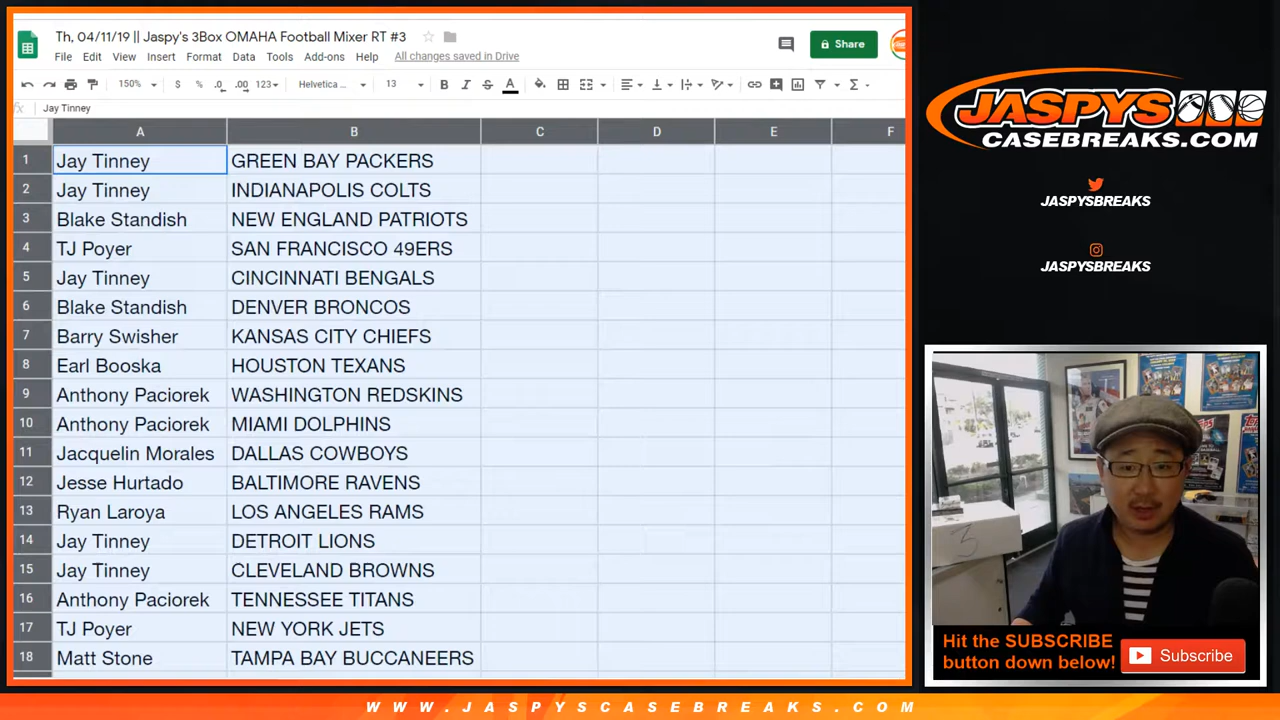 Th, 04/11/19 || Jaspy's 3Box OMAHA Football Mixer RT #3
File Edit View Insert Format Data Tools Add-ons Help All changes saved in Drive
Share
150% $ % .0 .00 123 Helvetica ... 13 B I S A
fx Jay Tinney
A B C D E F
1 Jay Tinney GREEN BAY PACKERS
2 Jay Tinney INDIANAPOLIS COLTS
3 Blake Standish NEW ENGLAND PATRIOTS
4 TJ Poyer SAN FRANCISCO 49ERS
5 Jay Tinney CINCINNATI BENGALS
6 Blake Standish DENVER BRONCOS
7 Barry Swisher KANSAS CITY CHIEFS
8 Earl Booska HOUSTON TEXANS
9 Anthony Paciorek WASHINGTON REDSKINS
10 Anthony Paciorek MIAMI DOLPHINS
11 Jacquelin Morales DALLAS COWBOYS
12 Jesse Hurtado BALTIMORE RAVENS
13 Ryan Laroya LOS ANGELES RAMS
14 Jay Tinney DETROIT LIONS
15 Jay Tinney CLEVELAND BROWNS
16 Anthony Paciorek TENNESSEE TITANS
17 TJ Poyer NEW YORK JETS
18 Matt Stone TAMPA BAY BUCCANEERS
JASPYS
CASEBREAKS.COM
JASPYSBREAKS
JASPYSBREAKS
3
Hit the SUBSCRIBE
button down below!
Subscribe
WWW.JASPYSCASEBREAKS.COM